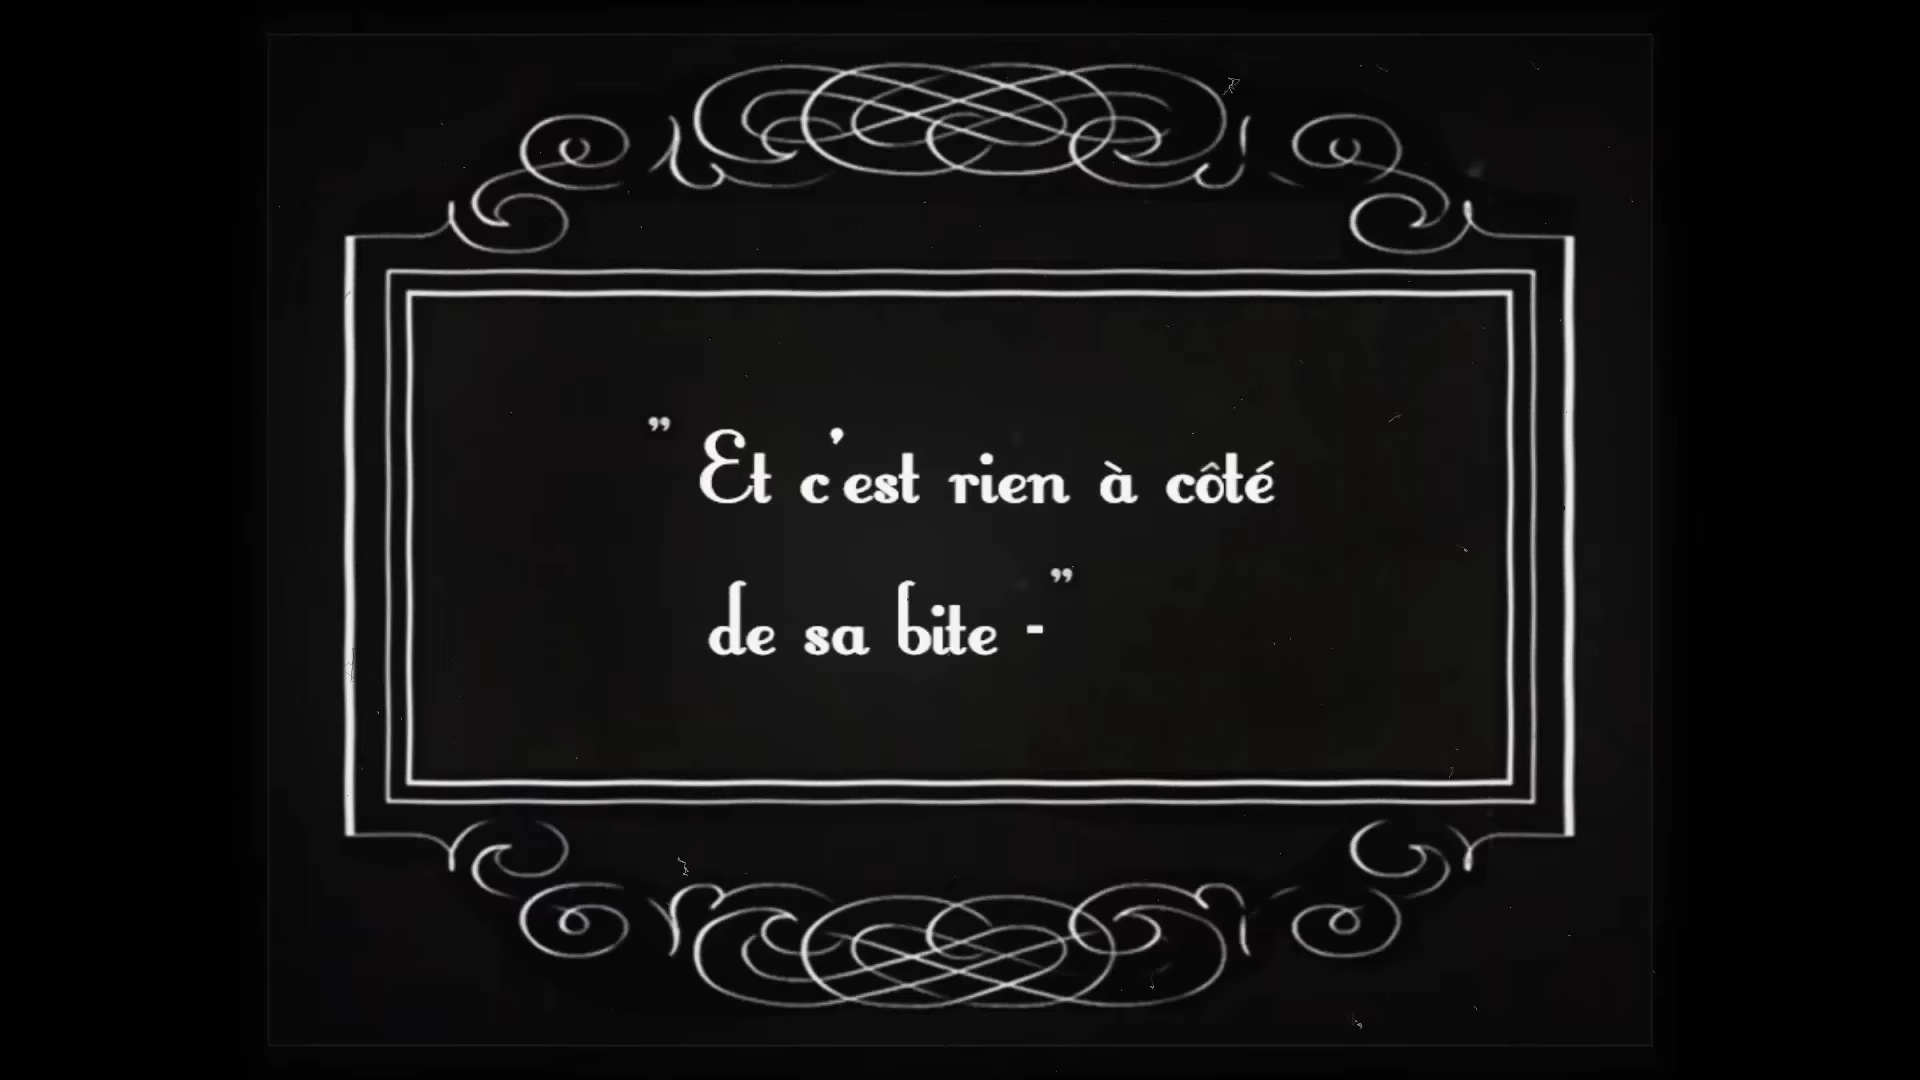 ” Et c’est rien à côté
de sa bite - ”